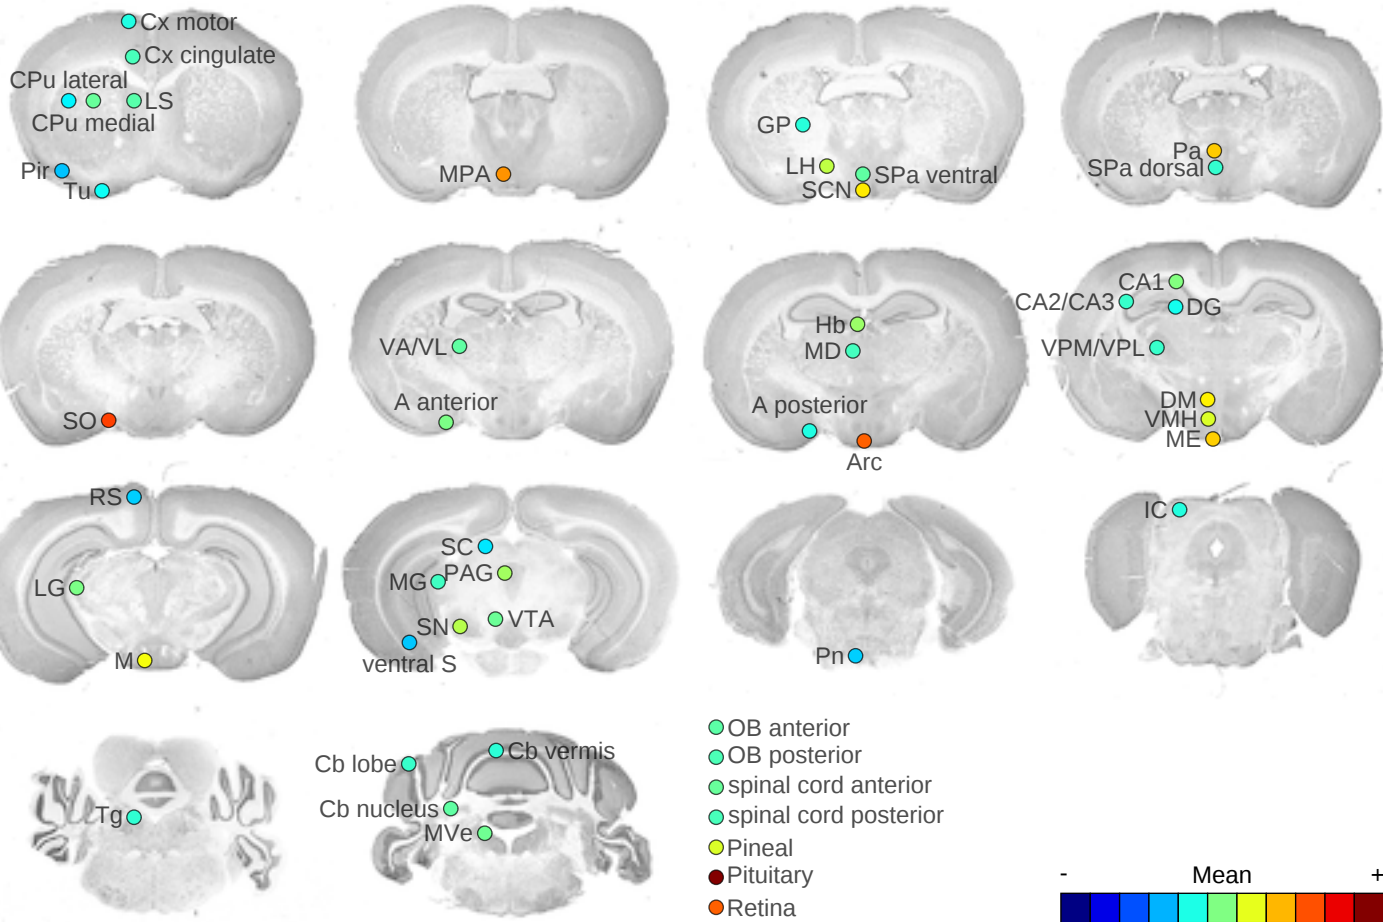 Cx motor
Cx cingulate
CPu lateral
LS
CPu medial
Pir
Tu
MPA
GP
LH
SPa ventral
SCN
Pa
SPa dorsal
SO
VA/VL
A anterior
Hb
MD
A posterior
Arc
CA1
CA2/CA3
DG
VPM/VPL
DM
VMH
ME
RS
LG
M
SC
MG
PAG
SN
VTA
ventral S
Pn
IC
Tg
Cb lobe
Cb vermis
Cb nucleus
MVe
OB anterior
OB posterior
spinal cord anterior
spinal cord posterior
Pineal
Pituitary
Retina
- Mean +